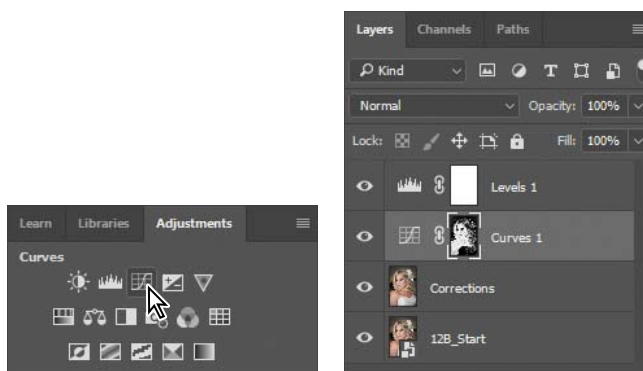 Learn Libraries Adjustments
Curves
Layers Channels Paths
Kind T
Normal Opacity: 100%
Lock: Fill: 100%
Levels 1
Curves 1
Corrections
12B_Start